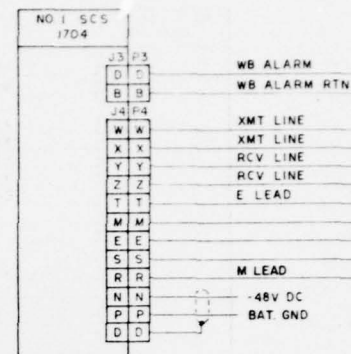 NO 1 SCS
1704
J3 P3
D D WB ALARM
B B WB ALARM RTN
J4 P4
W W XMT LINE
X X XMT LINE
Y Y RCV LINE
Z Z RCV LINE
T T E LEAD
M M
E E
S S
R R M LEAD
N N -48V DC
P P BAT. GND
D D